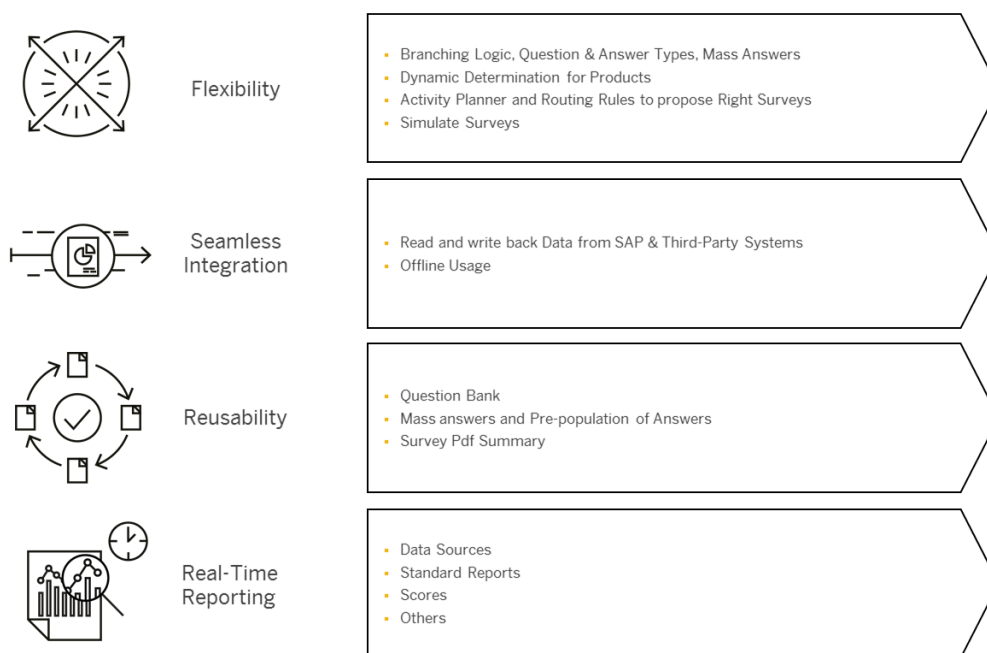 Flexibility
Branching Logic, Question & Answer Types, Mass Answers
Dynamic Determination for Products
Activity Planner and Routing Rules to propose Right Surveys
Simulate Surveys
Seamless
Integration
Read and write back Data from SAP & Third-Party Systems
Offline Usage
Reusability
Question Bank
Mass answers and Pre-population of Answers
Survey Pdf Summary
Real-Time
Reporting
Data Sources
Standard Reports
Scores
Others